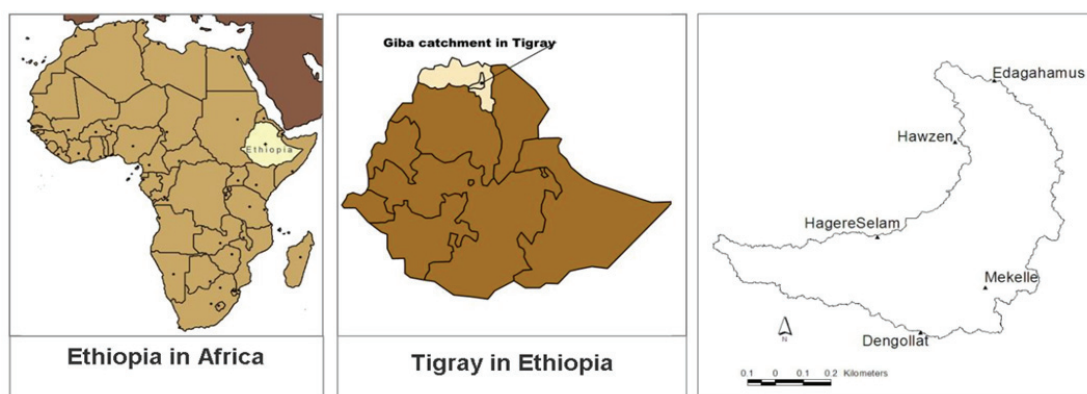 Ethiopia
Ethiopia in Africa
Giba catchment in Tigray
Tigray in Ethiopia
Edagahamus
Hawzen
HagereSelam
Mekelle
Dengollat
N
0.1 0 0.1 0.2 Kilometers